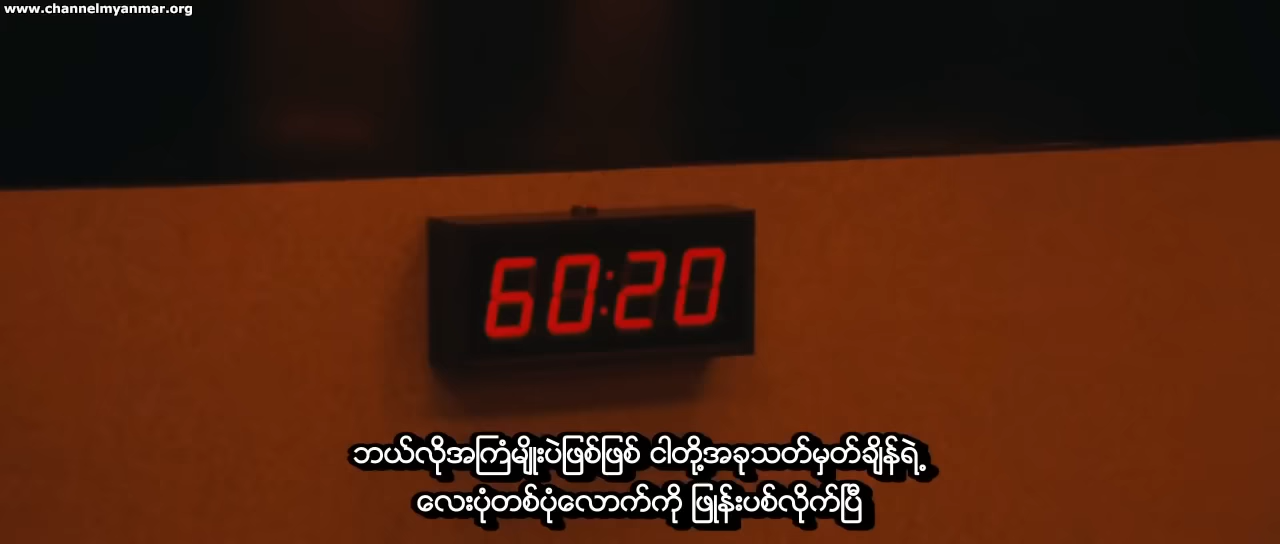 www.channelmyanmar.org
60:20
ဘယ်လိုအကြံမျိုးပဲဖြစ်ဖြစ် ငါတို့အခုသတ်မှတ်ချိန်ရဲ့
လေးပုံတစ်ပုံလောက်ကို ဖြုန်းပစ်လိုက်ပြီ